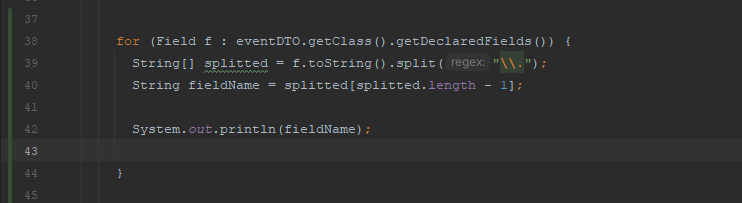 37
38 for (Field f : eventDTO.getClass().getDeclaredFields()) {
39 String[] splitted = f.toString().split( regex: "\\.");
40 String fieldName = splitted[splitted.length - 1];
41
42 System.out.println(fieldName);
43
44 }
45